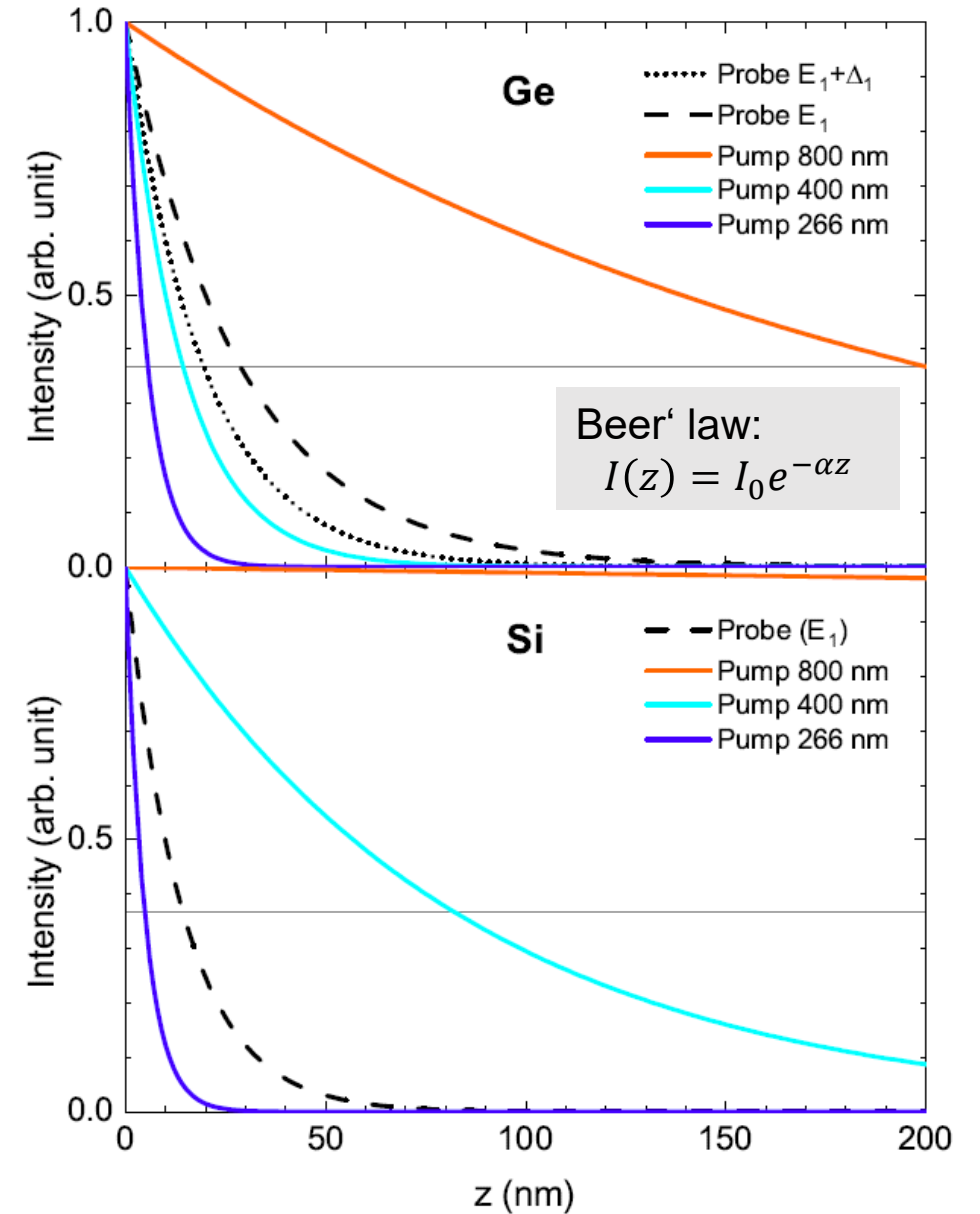 1.0
Ge
Probe E₁+Δ₁
Probe E₁
Pump 800 nm
Pump 400 nm
Pump 266 nm
Intensity (arb. unit)
0.5
Beer‘ law:
I(z) = I₀e^{−αz}
0.0
Si
Probe (E₁)
Pump 800 nm
Pump 400 nm
Pump 266 nm
Intensity (arb. unit)
0.5
0.0
0 50 100 150 200
z (nm)